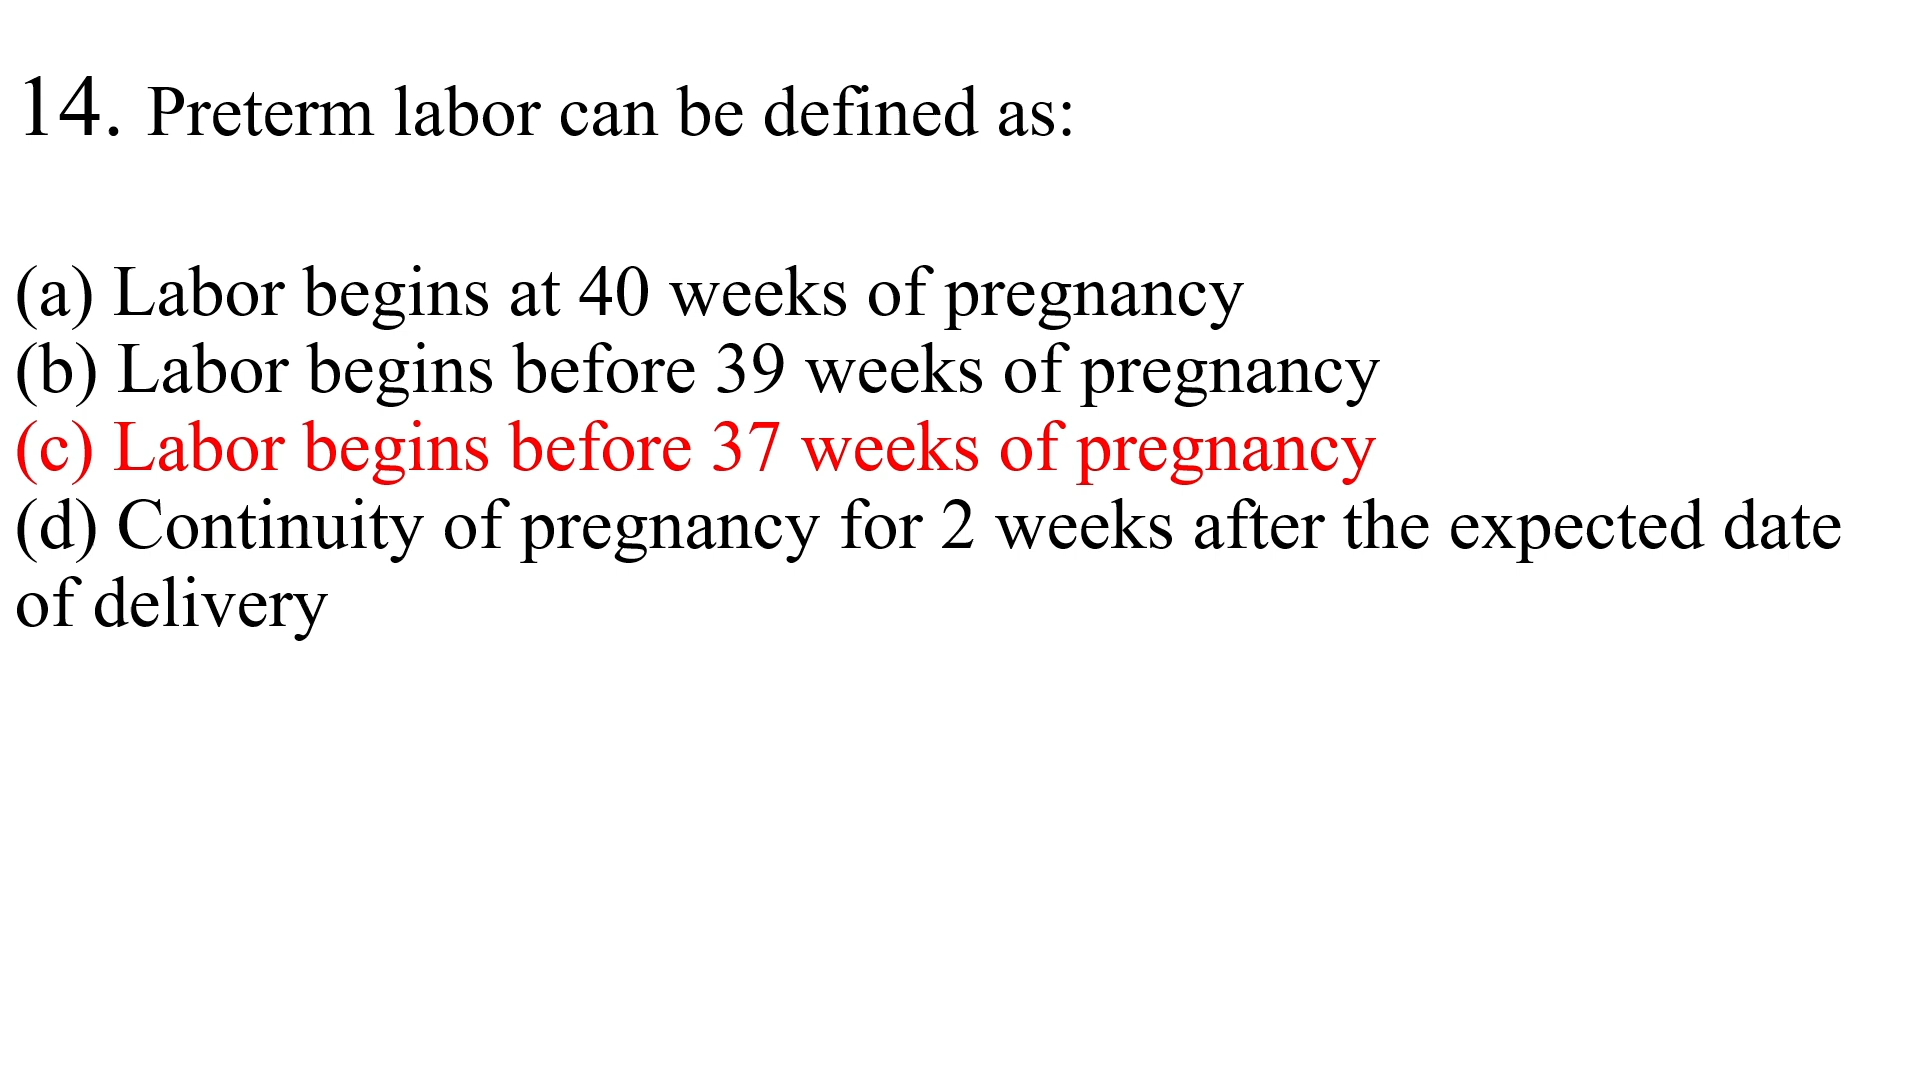 14. Preterm labor can be defined as:
(a) Labor begins at 40 weeks of pregnancy
(b) Labor begins before 39 weeks of pregnancy
(c) Labor begins before 37 weeks of pregnancy
(d) Continuity of pregnancy for 2 weeks after the expected date
of delivery